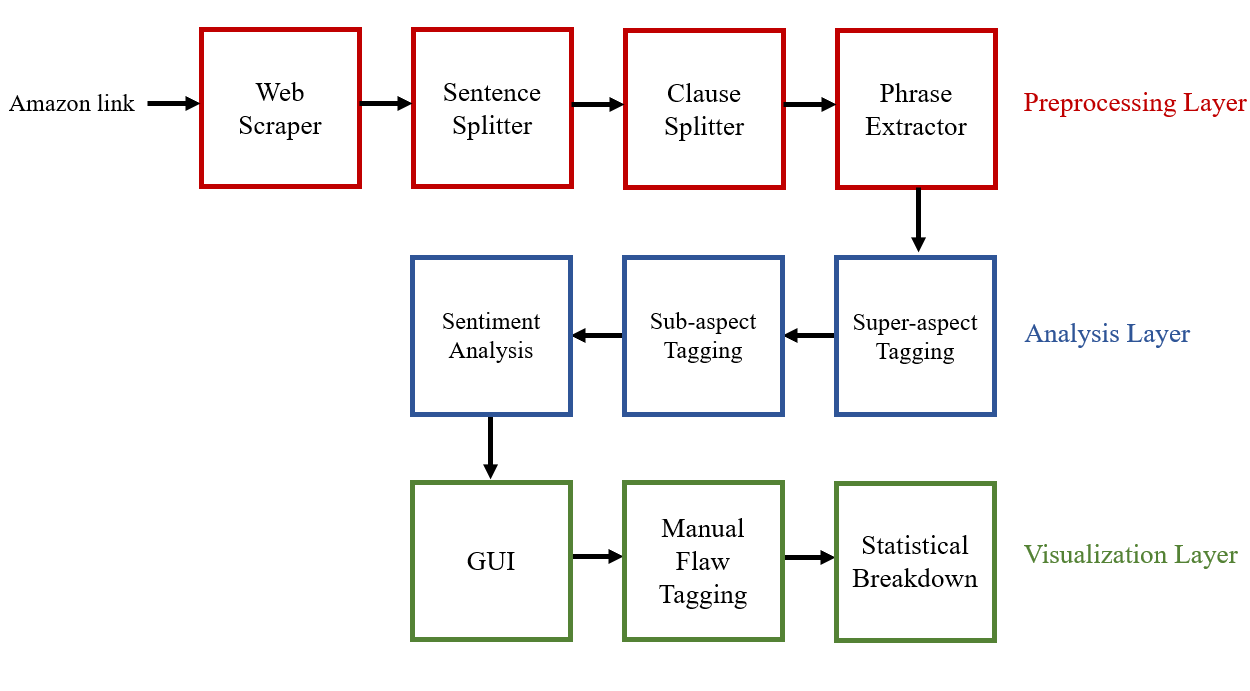 Amazon link
Web
Scraper
Sentence
Splitter
Clause
Splitter
Phrase
Extractor
Preprocessing Layer
Sentiment
Analysis
Sub-aspect
Tagging
Super-aspect
Tagging
Analysis Layer
GUI
Manual
Flaw
Tagging
Statistical
Breakdown
Visualization Layer